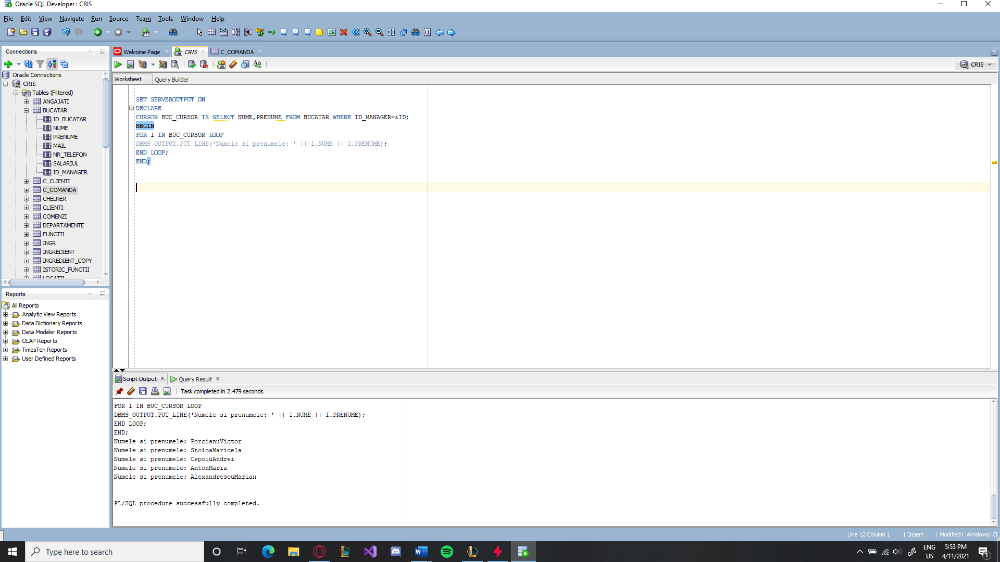 Oracle SQL Developer : CRIS
File Edit View Navigate Run Source Team Tools Window Help
Connections
Oracle Connections
CRIS
Tables (Filtered)
ANGAJATI
BUCATAR
ID_BUCATAR
NUME
PRENUME
MAIL
NR_TELEFON
SALARIUL
ID_MANAGER
C_CLIENTI
C_COMANDA
CHELNER
CLIENTI
COMENZI
DEPARTAMENTE
FUNCTII
INGR
INGREDIENT
INGREDIENT_COPY
ISTORIC_FUNCTII
LOCATII
Reports
All Reports
Analytic View Reports
Data Dictionary Reports
Data Modeler Reports
OLAP Reports
TimesTen Reports
User Defined Reports
Welcome Page CRIS C_COMANDA
CRIS
Worksheet Query Builder
SET SERVEROUTPUT ON
DECLARE
CURSOR BUC_CURSOR IS SELECT NUME,PRENUME FROM BUCATAR WHERE ID_MANAGER=&ID;
BEGIN
FOR I IN BUC_CURSOR LOOP
DBMS_OUTPUT.PUT_LINE('Numele si prenumele: ' || I.NUME || I.PRENUME);
END LOOP;
END;
Script Output Query Result
Task completed in 2.479 seconds
FOR I IN BUC_CURSOR LOOP
DBMS_OUTPUT.PUT_LINE('Numele si prenumele: ' || I.NUME || I.PRENUME);
END LOOP;
END;
Numele si prenumele: PorcianuVictor
Numele si prenumele: StoicaMaricela
Numele si prenumele: CepoiuAndrei
Numele si prenumele: AntonMaria
Numele si prenumele: AlexandrescuMarian
PL/SQL procedure successfully completed.
Line 12 Column 1 Insert Modified Windows: CF
Type here to search
ENG
US
5:53 PM
4/11/2021
1